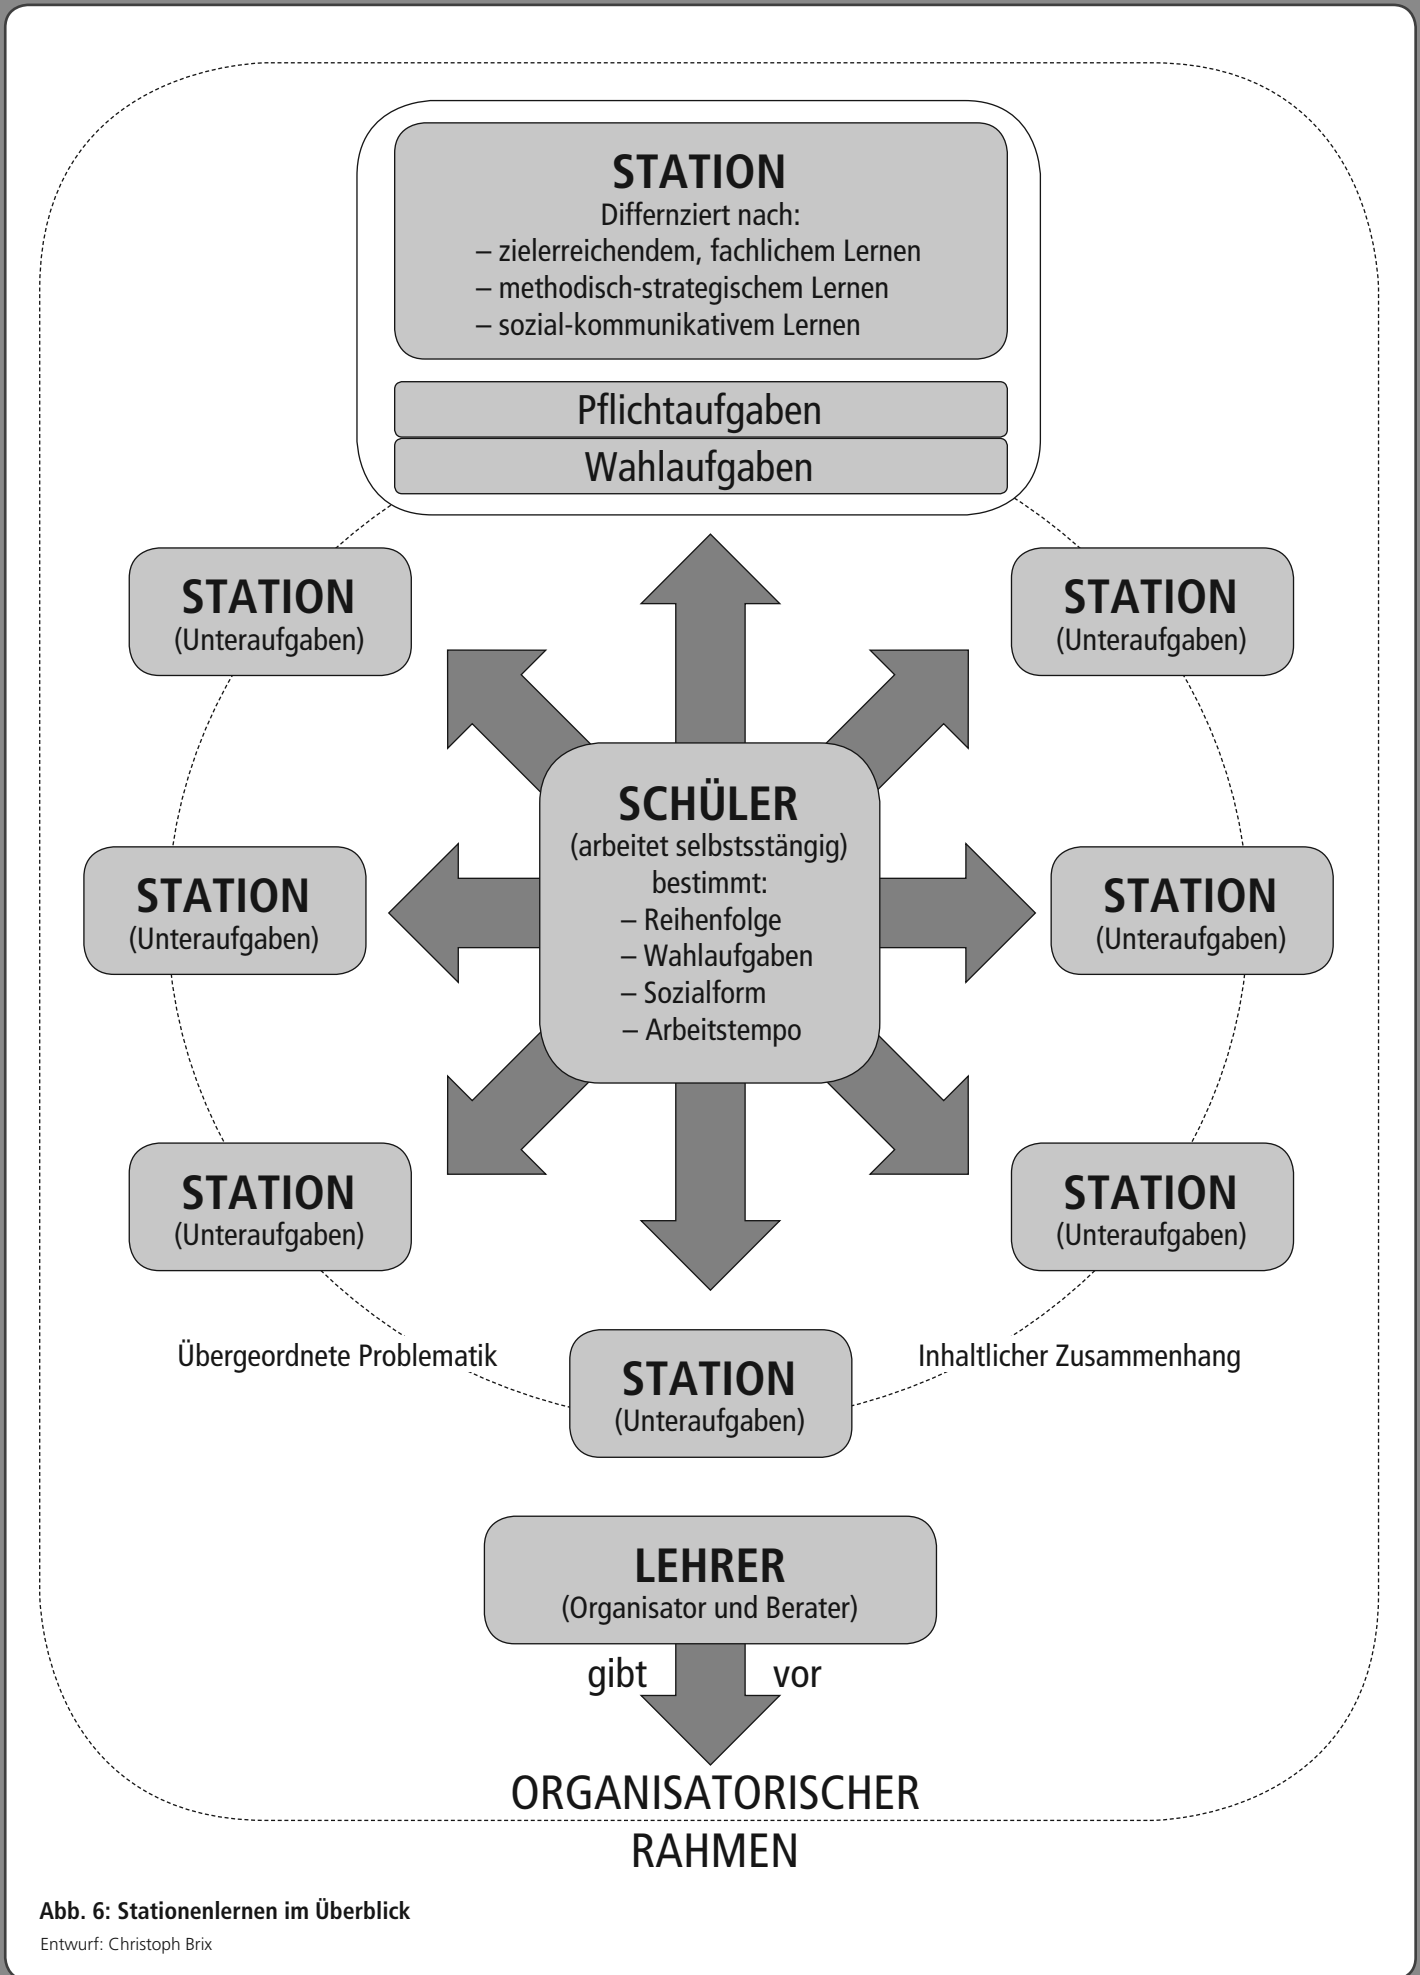 STATION
Differnziert nach:
– zielerreichendem, fachlichem Lernen
– methodisch-strategischem Lernen
– sozial-kommunikativem Lernen
Pflichtaufgaben
Wahlaufgaben
STATION
(Unteraufgaben)
STATION
(Unteraufgaben)
SCHÜLER
(arbeitet selbstsstängig)
bestimmt:
– Reihenfolge
– Wahlaufgaben
– Sozialform
– Arbeitstempo
STATION
(Unteraufgaben)
STATION
(Unteraufgaben)
STATION
(Unteraufgaben)
STATION
(Unteraufgaben)
Übergeordnete Problematik
Inhaltlicher Zusammenhang
STATION
(Unteraufgaben)
LEHRER
(Organisator und Berater)
gibt vor
ORGANISATORISCHER
RAHMEN
Abb. 6: Stationenlernen im Überblick
Entwurf: Christoph Brix